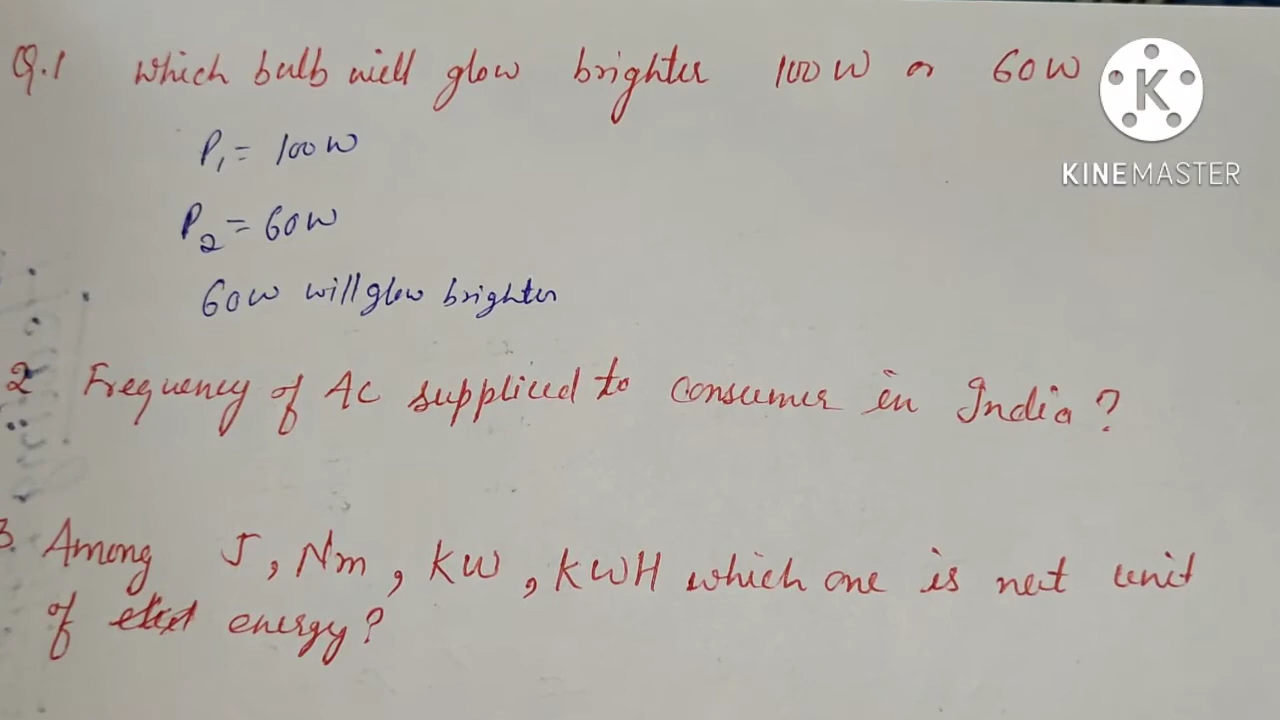 Q.1 which bulb will glow brighter 100W or 60W
K
KINEMASTER
P1 = 100W
P2 = 60W
60W will glow brighter
2 Frequency of AC supplied to consumer in India?
3. Among J, Nm, KW, KWH which one is not unit
of energy?